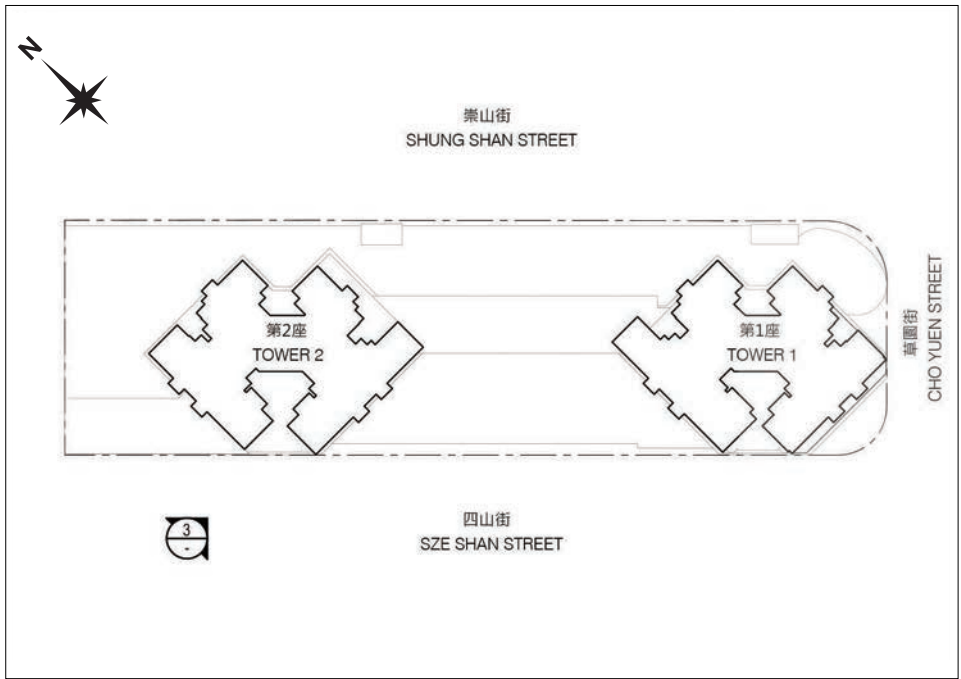 N
崇山街
SHUNG SHAN STREET
第2座
TOWER 2
第1座
TOWER 1
草園街
CHO YUEN STREET
四山街
SZE SHAN STREET
3
-